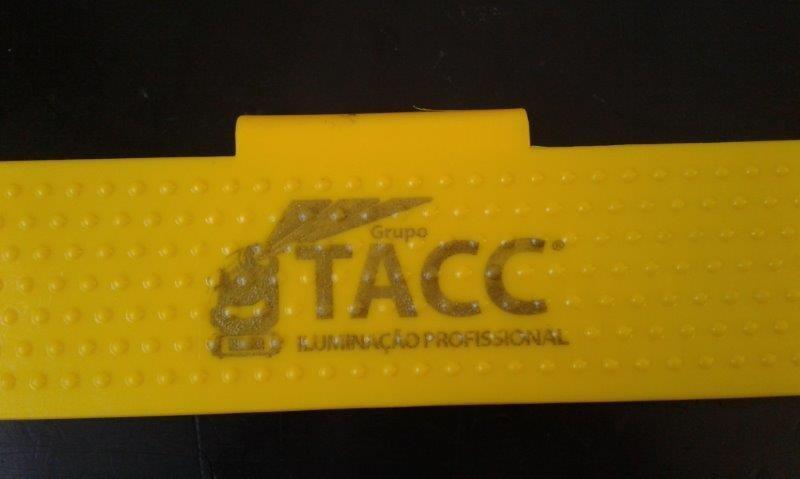 Grupo
TACC®
ILUMINAÇÃO PROFISSIONAL